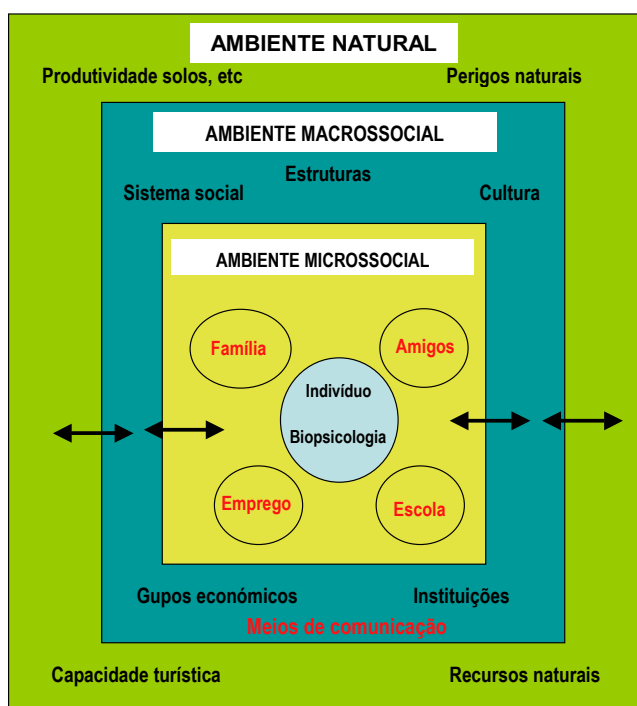 AMBIENTE NATURAL
Produtividade solos, etc
Perigos naturais
AMBIENTE MACROSSOCIAL
Estruturas
Sistema social
Cultura
AMBIENTE MICROSSOCIAL
Família
Amigos
Indivíduo
Biopsicologia
Emprego
Escola
Gupos económicos
Instituições
Meios de comunicação
Capacidade turística
Recursos naturais